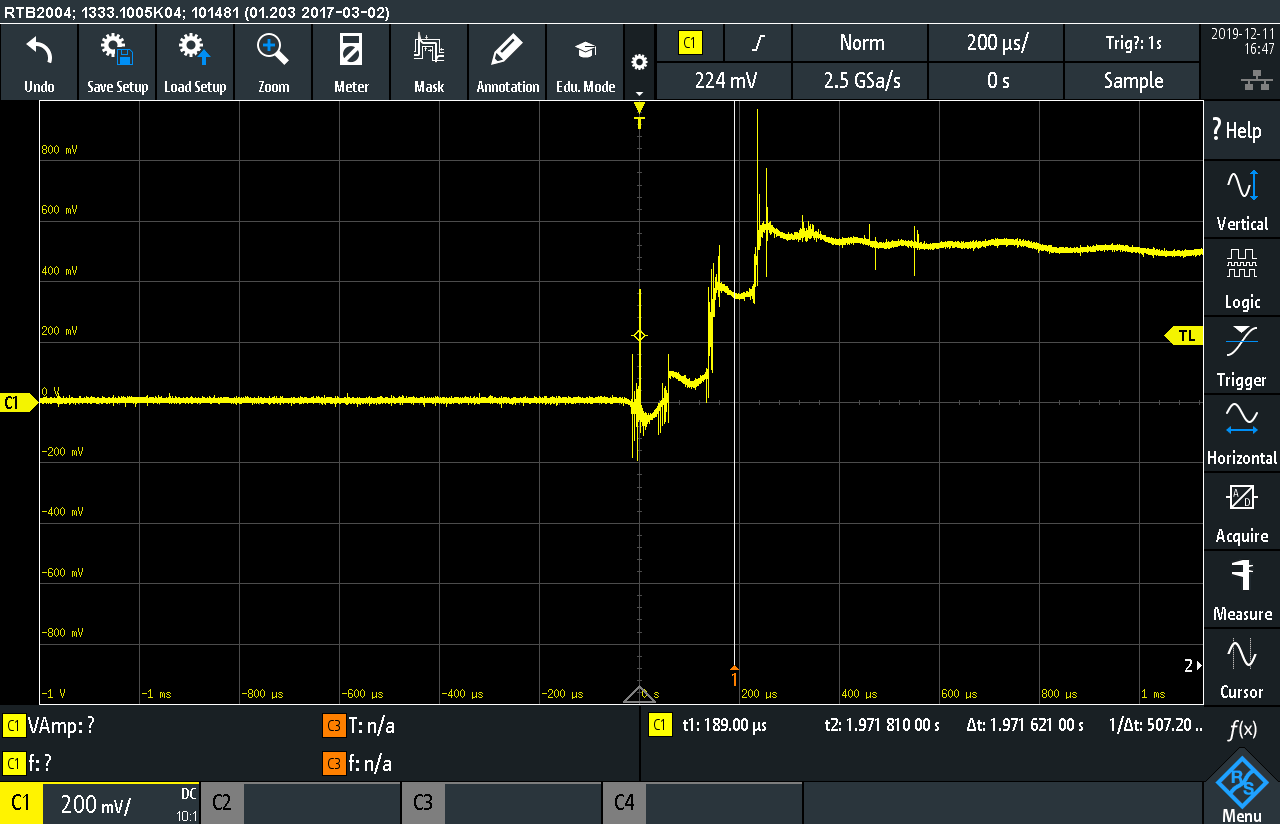 RTB2004; 1333.1005K04; 101481 (01.203 2017-03-02)
Undo
Save Setup
Load Setup
Zoom
Meter
Mask
Annotation
Edu. Mode
C1
Norm
200 µs/
Trig?: 1s
224 mV
2.5 GSa/s
0 s
Sample
2019-12-11
16:47
? Help
Vertical
Logic
Trigger
Horizontal
A/D
Acquire
Measure
Cursor
f(x)
R&S
Menu
T
800 mV
600 mV
400 mV
200 mV
0 V
C1
TL
-200 mV
-400 mV
-600 mV
-800 mV
2
1
-1 V
-1 ms
-800 µs
-600 µs
-400 µs
-200 µs
0 s
200 µs
400 µs
600 µs
800 µs
1 ms
C1 VAmp: ?
C3 T: n/a
C1 t1: 189.00 µs t2: 1.971 810 00 s Δt: 1.971 621 00 s 1/Δt: 507.20 ..
C1 f: ?
C3 f: n/a
C1 200 mV/ DC 10:1
C2
C3
C4